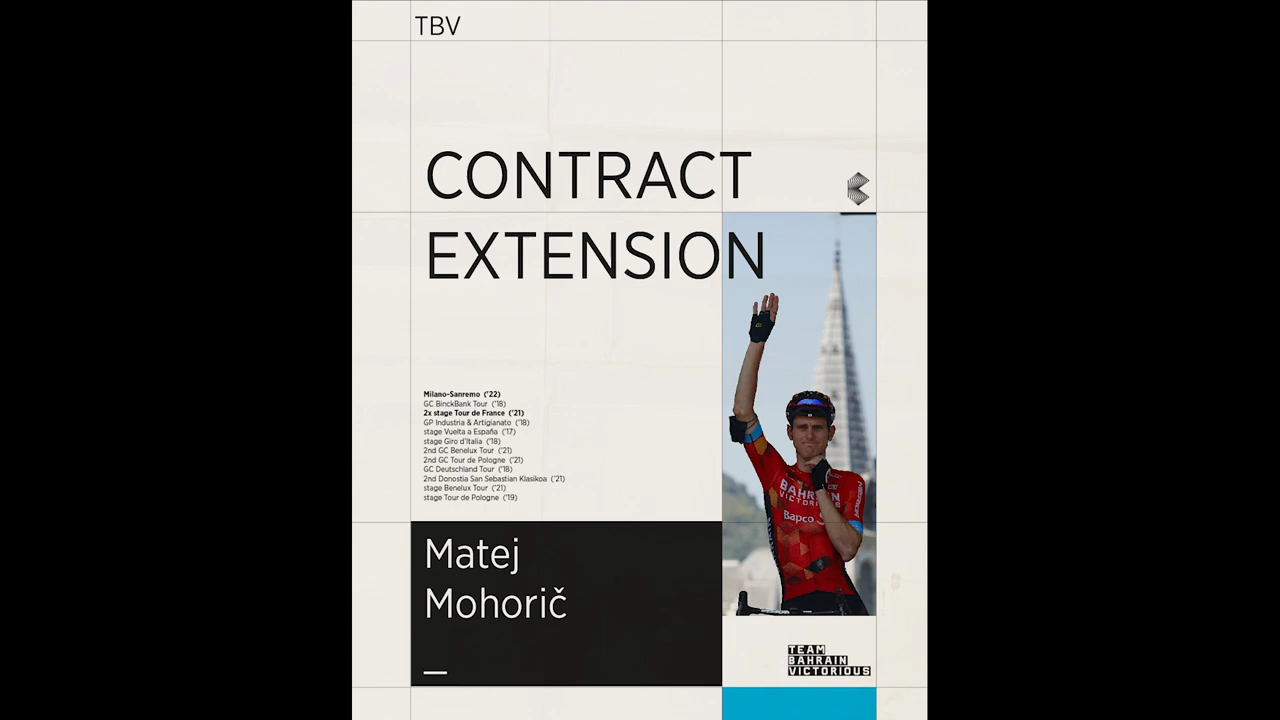 TBV
CONTRACT
EXTENSION
Milano-Sanremo ('22)
GC BinckBank Tour ('18)
2x stage Tour de France ('21)
GP Industria & Artigianato ('18)
stage Vuelta a España ('17)
stage Giro d'Italia ('18)
2nd GC Benelux Tour ('21)
2nd GC Tour de Pologne ('21)
GC Deutschland Tour ('18)
2nd Donostia San Sebastian Klasikoa ('21)
stage Benelux Tour ('21)
stage Tour de Pologne ('19)
BAHRAIN
VICTORIOUS
Bapco
Matej
Mohorič
TEAM
BAHRAIN
VICTORIOUS